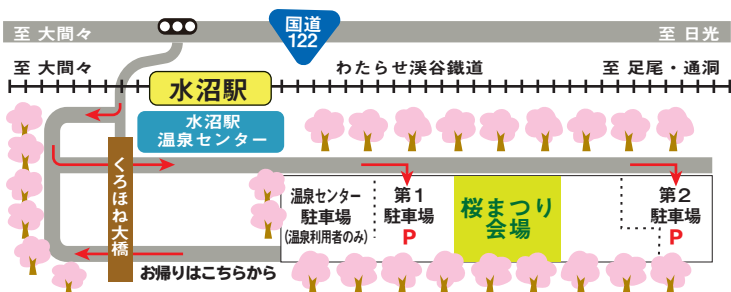 国道
122
至 大間々
至 日光
至 大間々
わたらせ渓谷鐵道
至 足尾・通洞
水沼駅
水沼駅
温泉センター
くろほね大橋
温泉センター
駐車場
(温泉利用者のみ)
第1
駐車場
P
桜まつり
会場
第2
駐車場
P
お帰りはこちらから